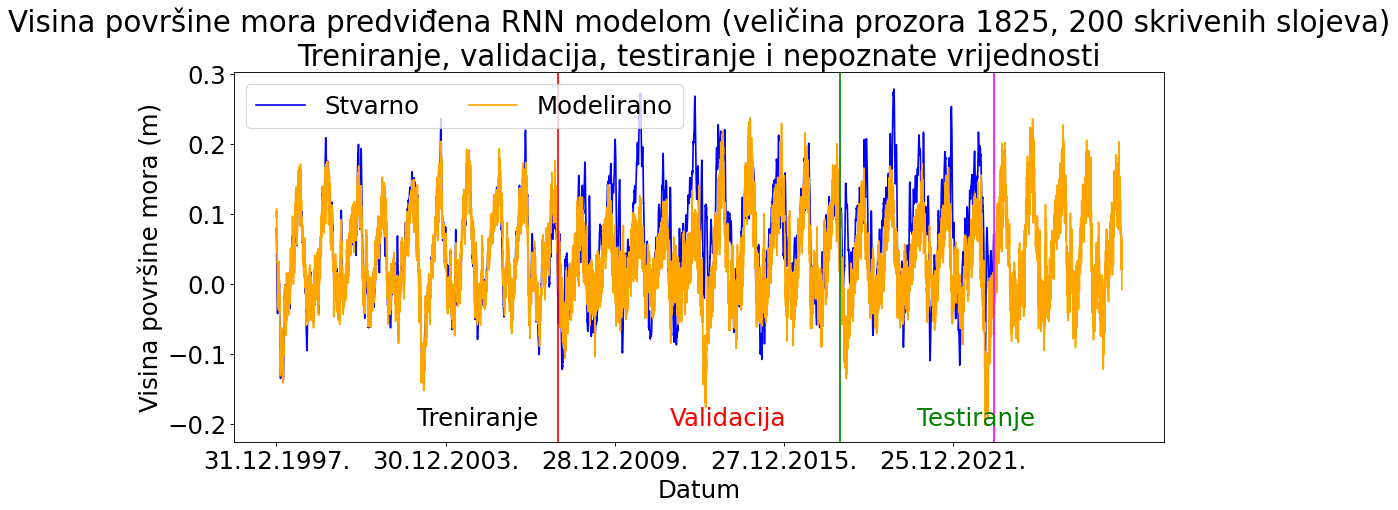 Visina površine mora predviđena RNN modelom (veličina prozora 1825, 200 skrivenih slojeva)
Treniranje, validacija, testiranje i nepoznate vrijednosti
Stvarno Modelirano
Visina površine mora (m)
0.3
0.2
0.1
0.0
−0.1
−0.2
Treniranje Validacija Testiranje
31.12.1997. 30.12.2003. 28.12.2009. 27.12.2015. 25.12.2021.
Datum